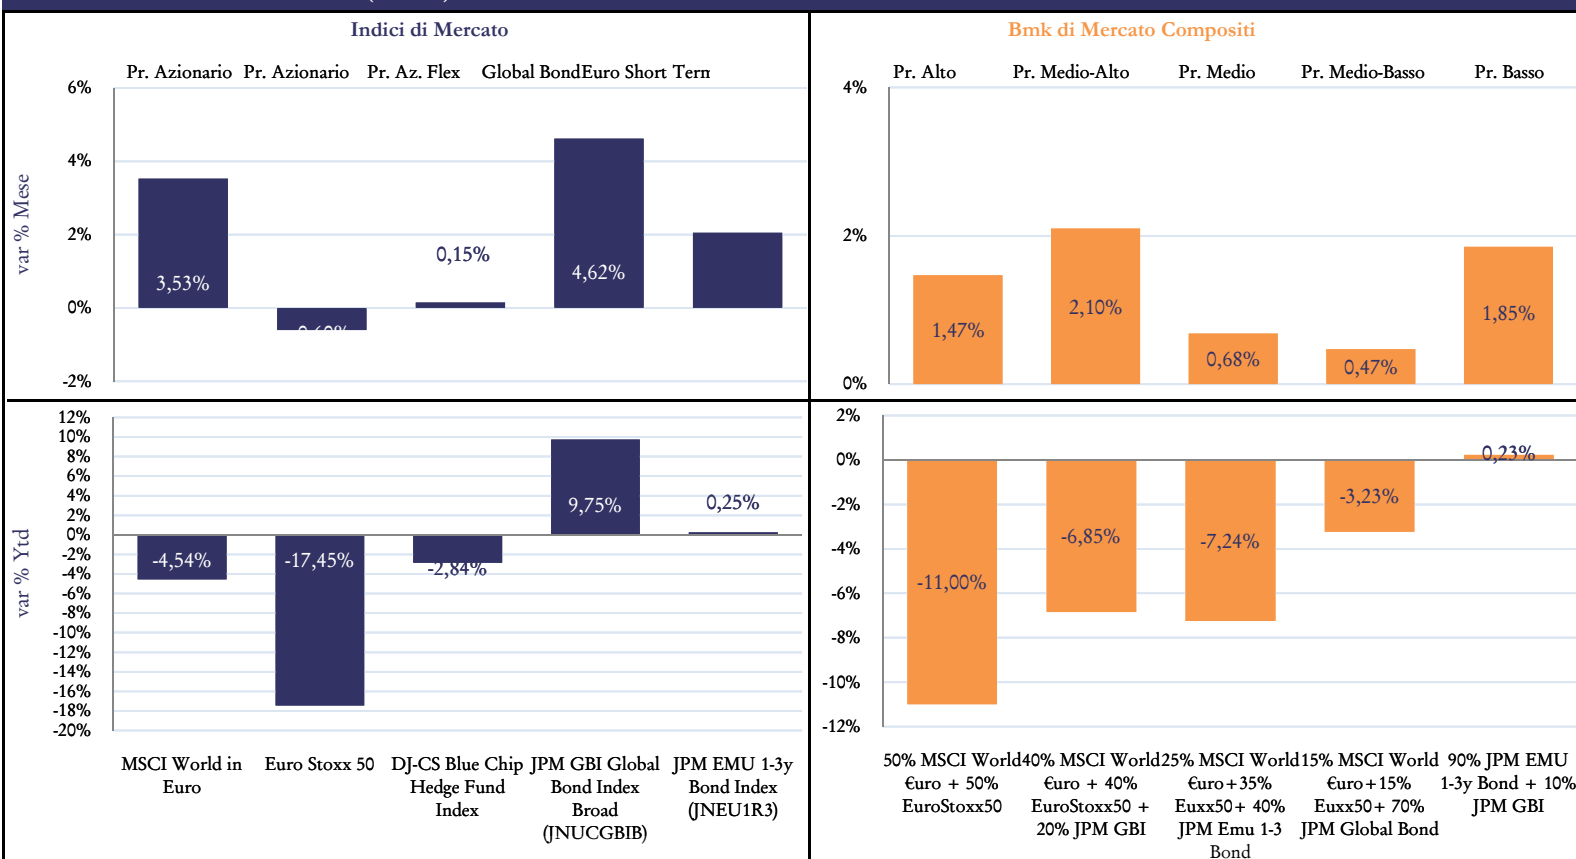 Indici di Mercato
Pr. Azionario Pr. Azionario Pr. Az. Flex Global Bond Euro Short Term
6%
4%
2%
0%
-2%
var % Mese
3,53%
0,15%
4,62%
Bmk di Mercato Compositi
Pr. Alto Pr. Medio-Alto Pr. Medio Pr. Medio-Basso Pr. Basso
4%
2%
0%
1,47%
2,10%
0,68%
0,47%
1,85%
12%
10%
8%
6%
4%
2%
0%
-2%
-4%
-6%
-8%
-10%
-12%
-14%
-16%
-18%
-20%
var % Ytd
-4,54%
-17,45%
-2,84%
9,75%
0,25%
MSCI World in
Euro
Euro Stoxx 50
DJ-CS Blue Chip
Hedge Fund
Index
JPM GBI Global
Bond Index
Broad
(JNUCGBIB)
JPM EMU 1-3y
Bond Index
(JNEU1R3)
2%
0%
-2%
-4%
-6%
-8%
-10%
-12%
-11,00%
-6,85%
-7,24%
-3,23%
0,23%
50% MSCI World
€uro + 50%
EuroStoxx50
40% MSCI World
€uro + 40%
EuroStoxx50 +
20% JPM GBI
25% MSCI World
€uro+35%
Euxx50+ 40%
JPM Emu 1-3
Bond
15% MSCI World
€uro+15%
Euxx50+ 70%
JPM Global Bond
90% JPM EMU
1-3y Bond + 10%
JPM GBI